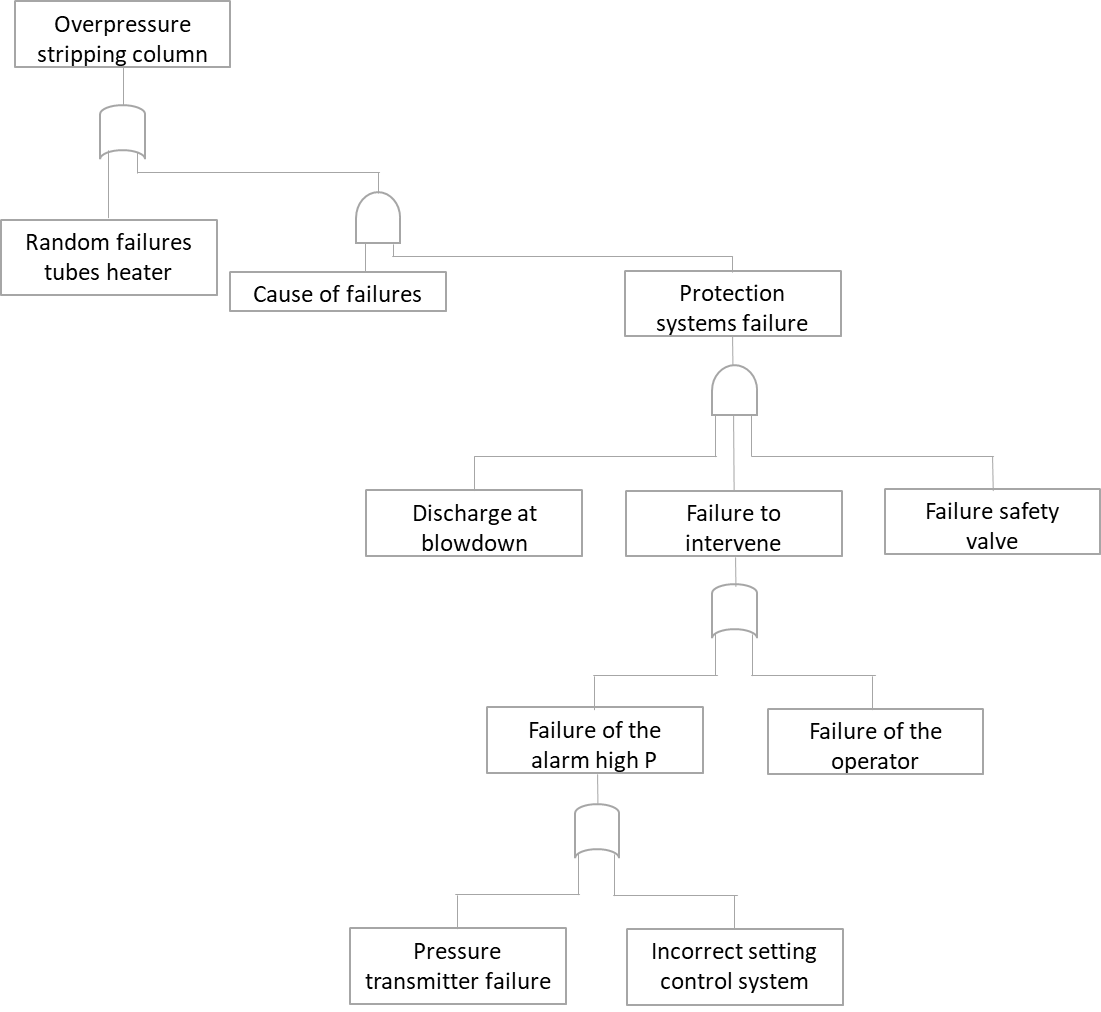 Overpressure
stripping column
Random failures
tubes heater
Cause of failures
Protection
systems failure
Discharge at
blowdown
Failure to
intervene
Failure safety
valve
Failure of the
alarm high P
Failure of the
operator
Pressure
transmitter failure
Incorrect setting
control system